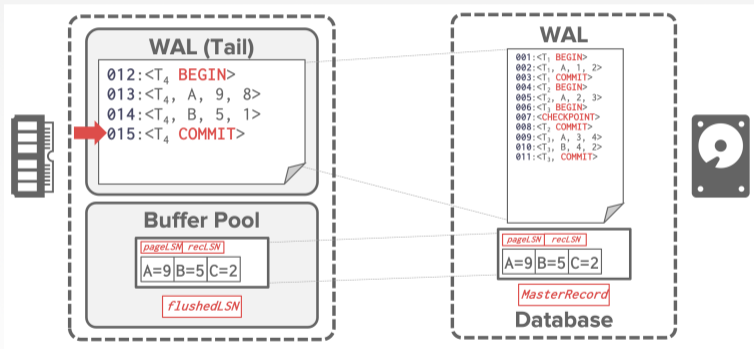 WAL (Tail)
012:<T4 BEGIN>
013:<T4, A, 9, 8>
014:<T4, B, 5, 1>
015:<T4 COMMIT>
Buffer Pool
pageLSN recLSN
A=9 B=5 C=2
flushedLSN
WAL
001:<T1 BEGIN>
002:<T1, A, 1, 2>
003:<T1 COMMIT>
004:<T2 BEGIN>
005:<T2, A, 2, 3>
006:<T3 BEGIN>
007:<CHECKPOINT>
008:<T2 COMMIT>
009:<T3, A, 3, 4>
010:<T3, B, 4, 2>
011:<T3, COMMIT>
pageLSN recLSN
A=9 B=5 C=2
MasterRecord
Database